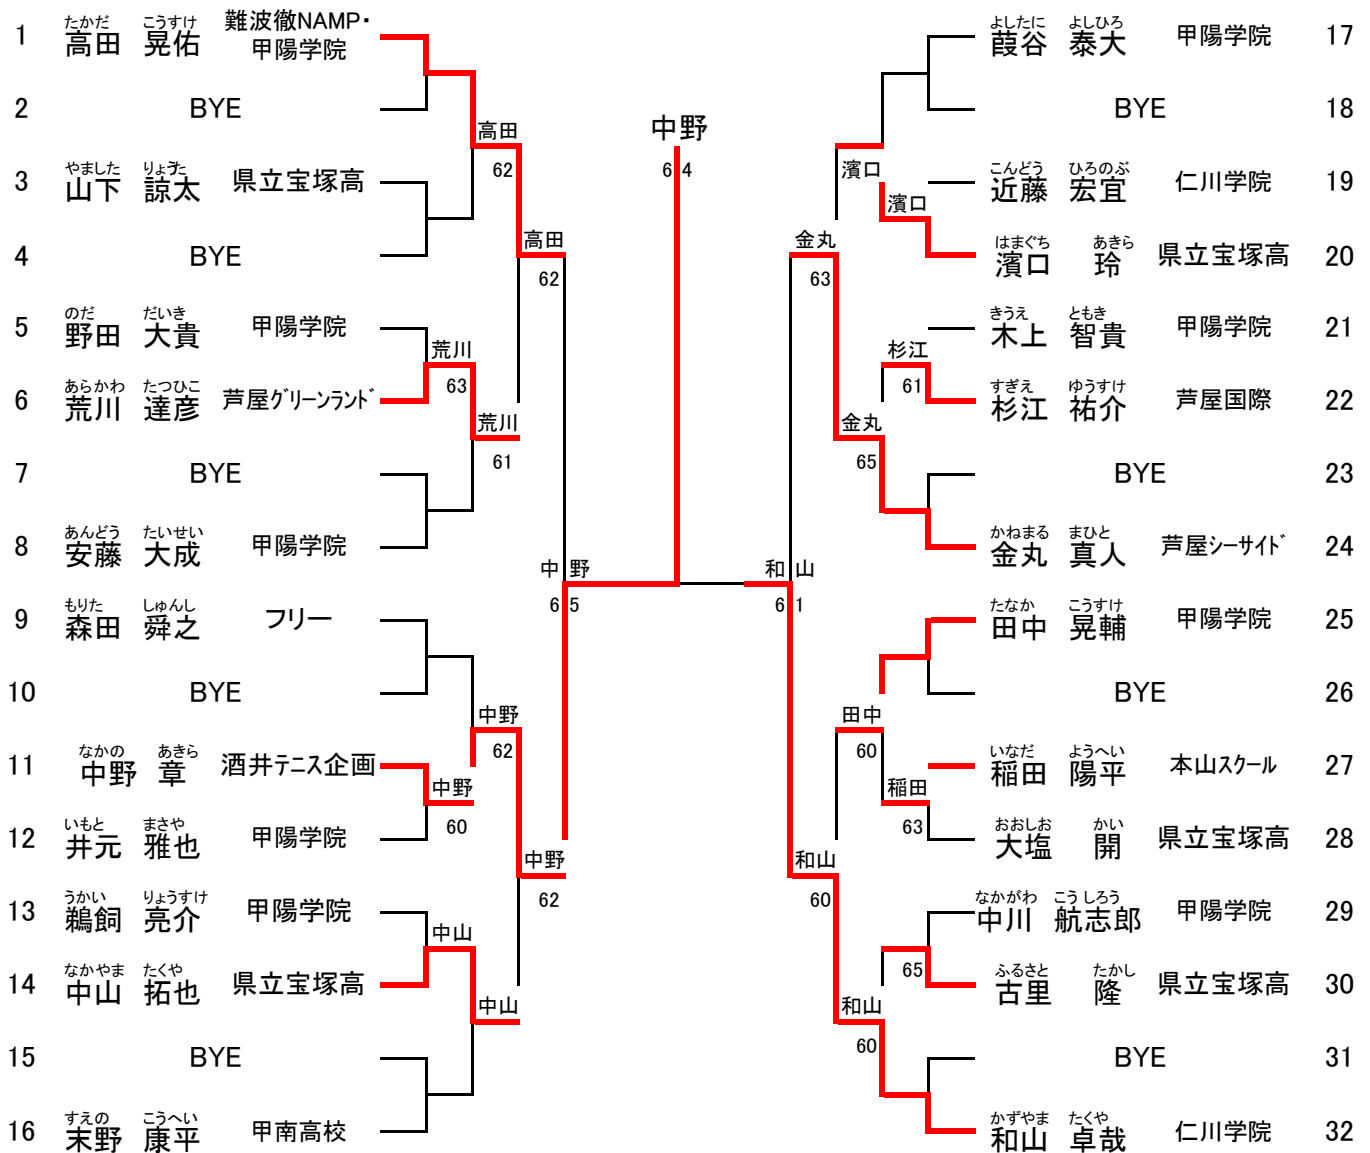 たかだ こうすけ
1 高田 晃佑 難波徹NAMP・
甲陽学院
2 BYE
やました りょうた
3 山下 諒太 県立宝塚高
4 BYE
のだ だいき
5 野田 大貴 甲陽学院
あらかわ たつひこ
6 荒川 達彦 芦屋グリーンランド
7 BYE
あんどう たいせい
8 安藤 大成 甲陽学院
もりた しゅんし
9 森田 舜之 フリー
10 BYE
なかの あきら
11 中野 章 酒井テニス企画
いもと まさや
12 井元 雅也 甲陽学院
うかい りょうすけ
13 鵜飼 亮介 甲陽学院
なかやま たくや
14 中山 拓也 県立宝塚高
15 BYE
すえの こうへい
16 末野 康平 甲南高校
高田
62
高田
62
荒川
63
荒川
61
中野
65
中野
62
中野
60
中野
62
中山
中山
中野
64
和山
61
濱口
濱口
金丸
63
杉江
61
金丸
65
田中
60
稲田
63
和山
60
65
和山
60
よしたに よしひろ
葭谷 泰大 甲陽学院 17
BYE 18
こんどう ひろのぶ
近藤 宏宜 仁川学院 19
はまぐち あきら
濱口 玲 県立宝塚高 20
きうえ ともき
木上 智貴 甲陽学院 21
すぎえ ゆうすけ
杉江 祐介 芦屋国際 22
BYE 23
かねまる まひと
金丸 真人 芦屋シーサイド 24
たなか こうすけ
田中 晃輔 甲陽学院 25
BYE 26
いなだ ようへい
稲田 陽平 本山スクール 27
おおしお かい
大塩 開 県立宝塚高 28
なかがわ こうしろう
中川 航志郎 甲陽学院 29
ふるさと たかし
古里 隆 県立宝塚高 30
BYE 31
かずやま たくや
和山 卓哉 仁川学院 32